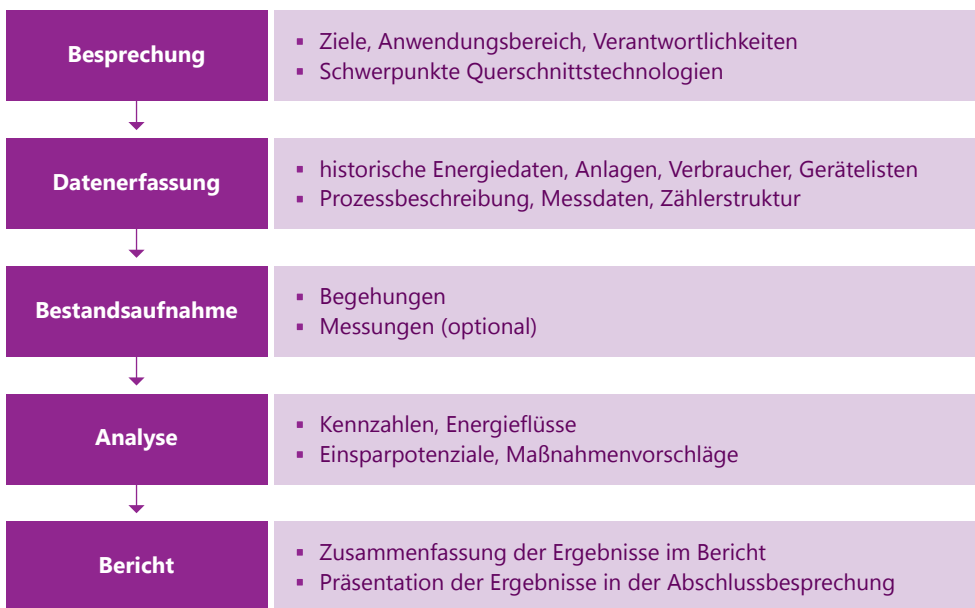 Besprechung
▪ Ziele, Anwendungsbereich, Verantwortlichkeiten
▪ Schwerpunkte Querschnittstechnologien
Datenerfassung
▪ historische Energiedaten, Anlagen, Verbraucher, Gerätelisten
▪ Prozessbeschreibung, Messdaten, Zählerstruktur
Bestandsaufnahme
▪ Begehungen
▪ Messungen (optional)
Analyse
▪ Kennzahlen, Energieflüsse
▪ Einsparpotenziale, Maßnahmenvorschläge
Bericht
▪ Zusammenfassung der Ergebnisse im Bericht
▪ Präsentation der Ergebnisse in der Abschlussbesprechung